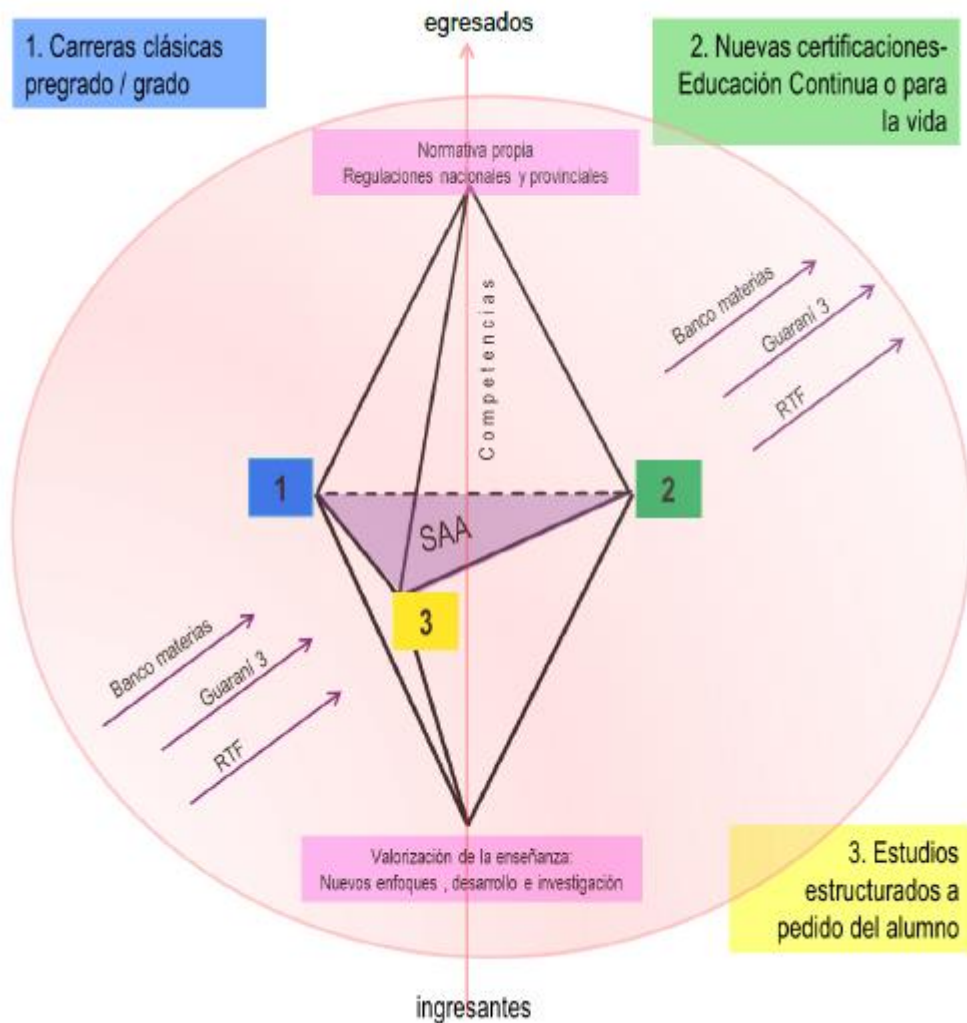 egresados
1. Carreras clásicas
pregrado / grado
2. Nuevas certificaciones-
Educación Continua o para
la vida
Normativa propia
Regulaciones nacionales y provinciales
Competencias
Banco materias
Guaraní 3
RTF
1
2
SAA
3
Banco materias
Guaraní 3
RTF
Valorización de la enseñanza:
Nuevos enfoques , desarrollo e investigación
3. Estudios
estructurados a
pedido del alumno
ingresantes